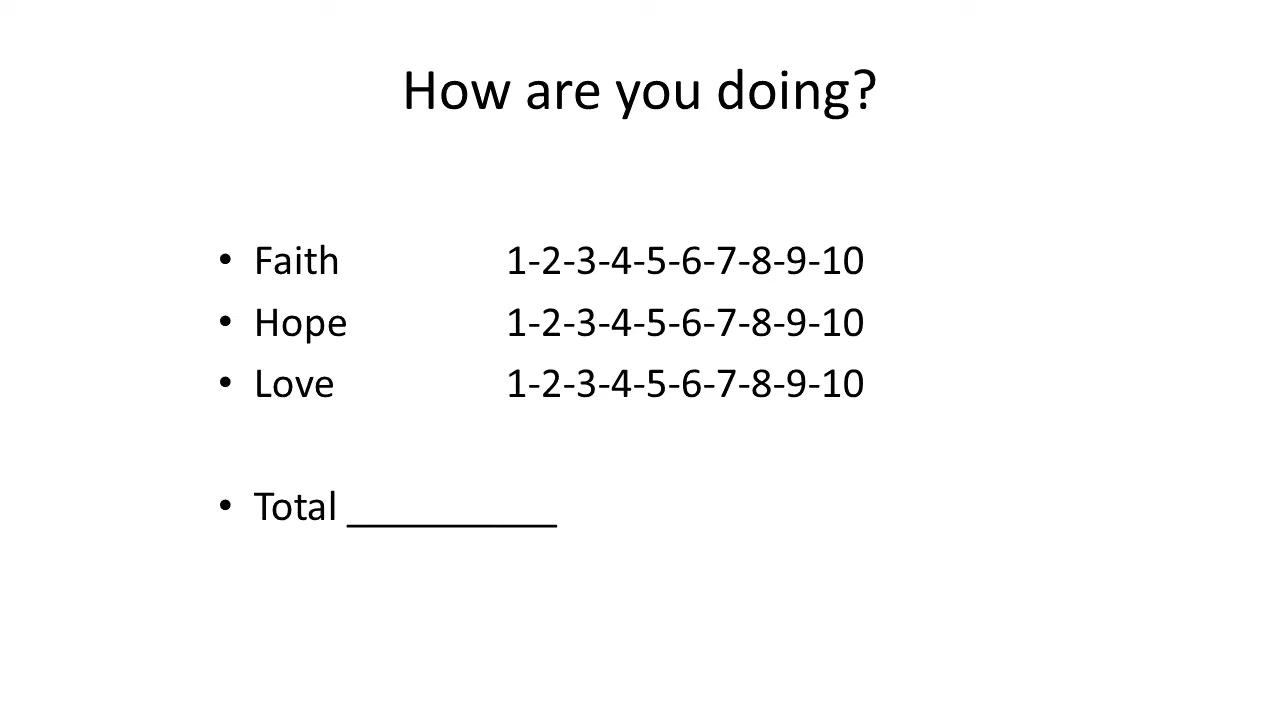 How are you doing?
• Faith 1-2-3-4-5-6-7-8-9-10
• Hope 1-2-3-4-5-6-7-8-9-10
• Love 1-2-3-4-5-6-7-8-9-10
• Total __________